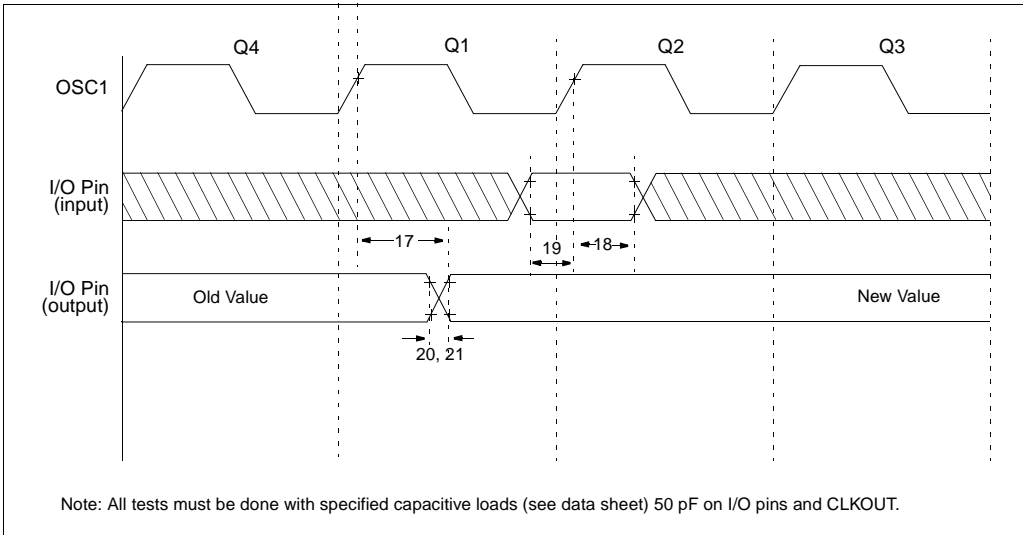 Q4 Q1 Q2 Q3
OSC1
I/O Pin
(input)
17 19 18
I/O Pin
(output)
Old Value New Value
20, 21
Note: All tests must be done with specified capacitive loads (see data sheet) 50 pF on I/O pins and CLKOUT.